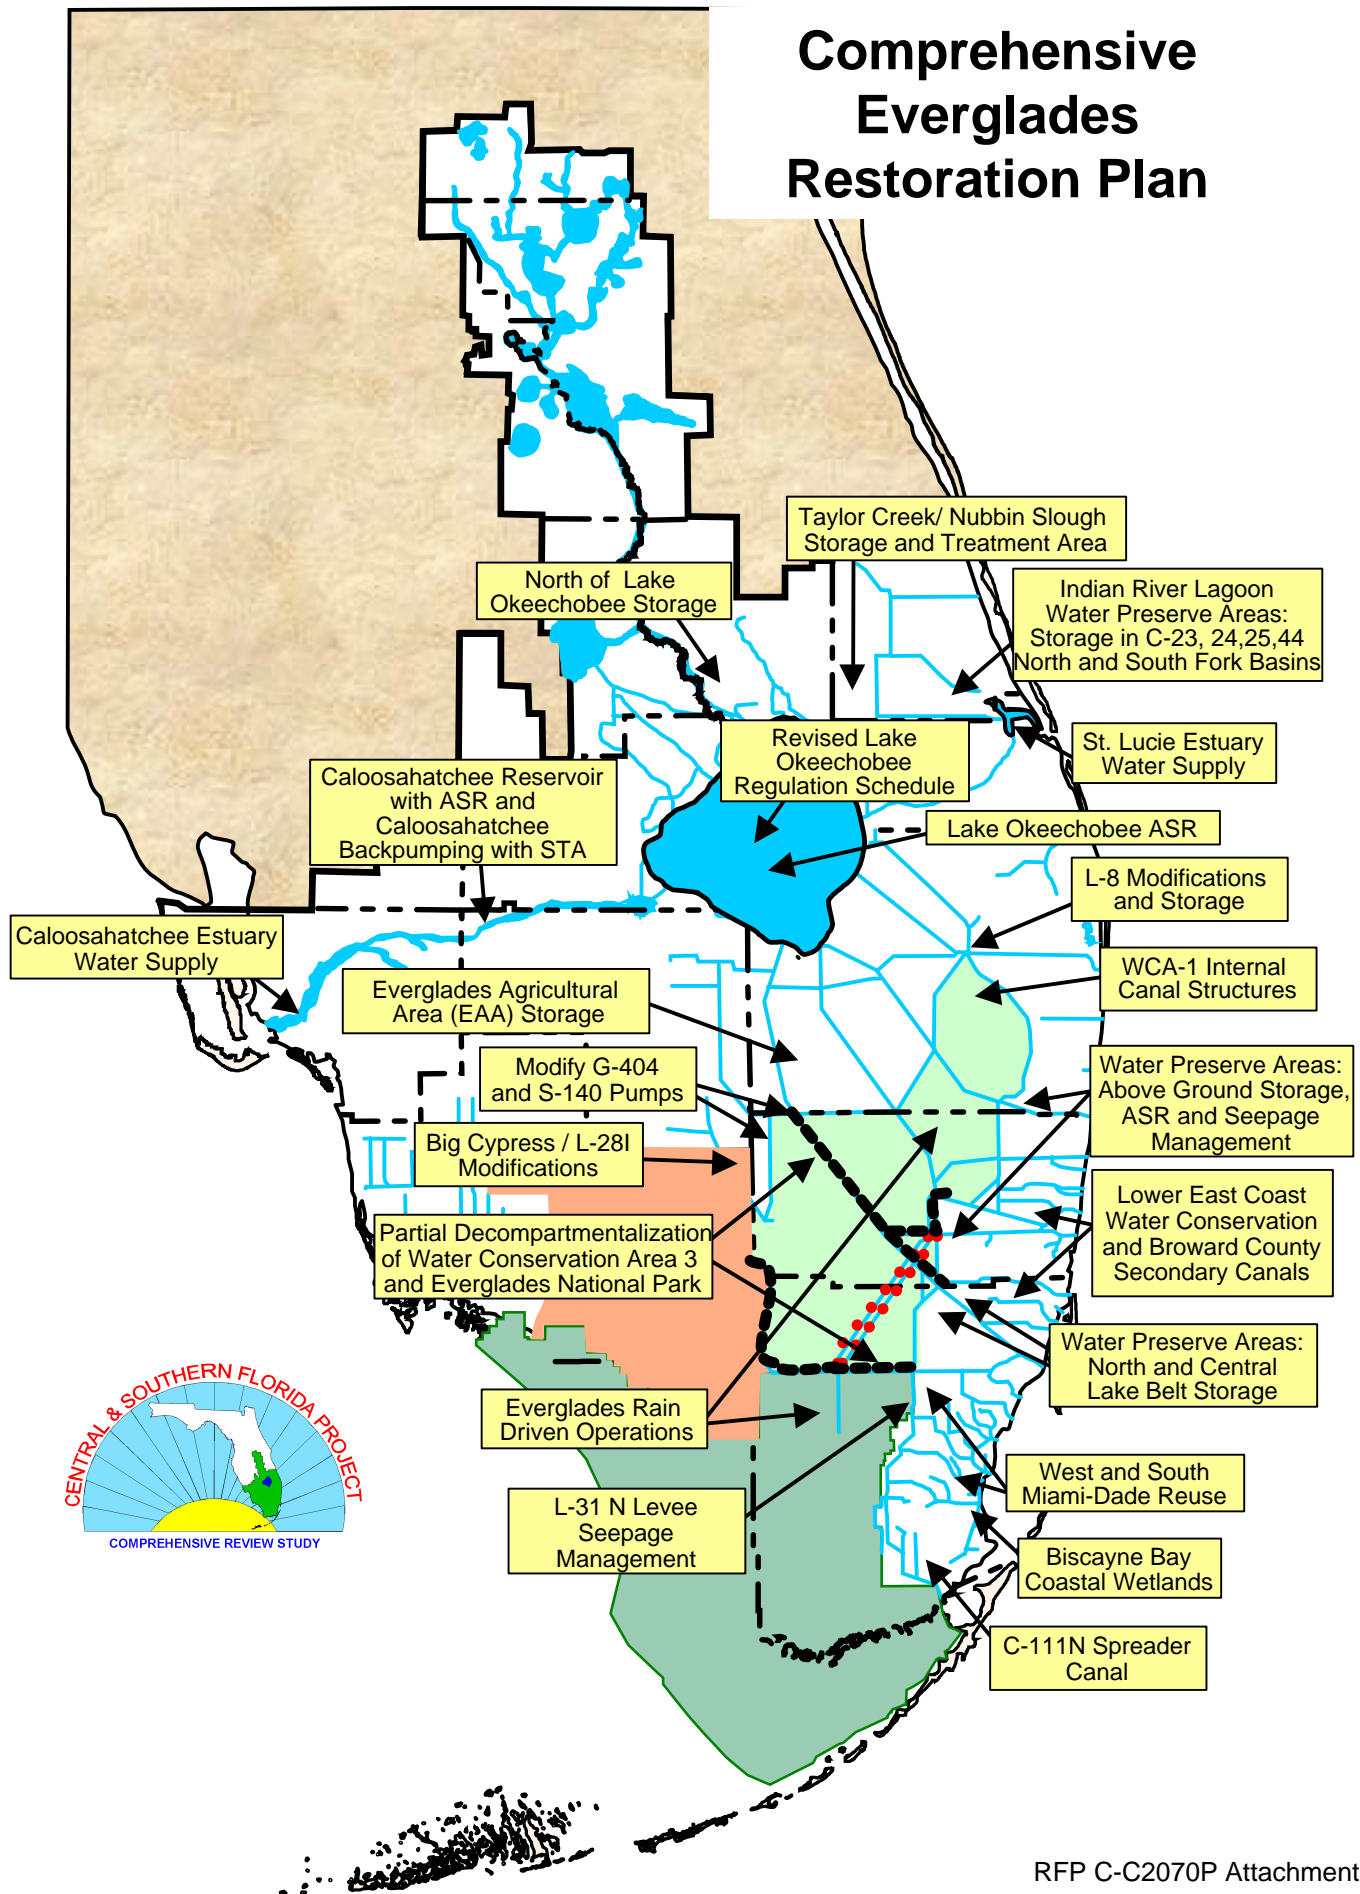 Comprehensive
Everglades
Restoration Plan
Taylor Creek/ Nubbin Slough
Storage and Treatment Area
North of Lake
Okeechobee Storage
Indian River Lagoon
Water Preserve Areas:
Storage in C-23, 24,25,44
North and South Fork Basins
Revised Lake
Okeechobee
Regulation Schedule
St. Lucie Estuary
Water Supply
Caloosahatchee Reservoir
with ASR and
Caloosahatchee
Backpumping with STA
Lake Okeechobee ASR
L-8 Modifications
and Storage
Caloosahatchee Estuary
Water Supply
WCA-1 Internal
Canal Structures
Everglades Agricultural
Area (EAA) Storage
Modify G-404
and S-140 Pumps
Water Preserve Areas:
Above Ground Storage,
ASR and Seepage
Management
Big Cypress / L-28I
Modifications
Lower East Coast
Water Conservation
and Broward County
Secondary Canals
Partial Decompartmentalization
of Water Conservation Area 3
and Everglades National Park
Water Preserve Areas:
North and Central
Lake Belt Storage
Everglades Rain
Driven Operations
West and South
Miami-Dade Reuse
L-31 N Levee
Seepage
Management
Biscayne Bay
Coastal Wetlands
C-111N Spreader
Canal
CENTRAL & SOUTHERN FLORIDA PROJECT
COMPREHENSIVE REVIEW STUDY
RFP C-C2070P Attachment